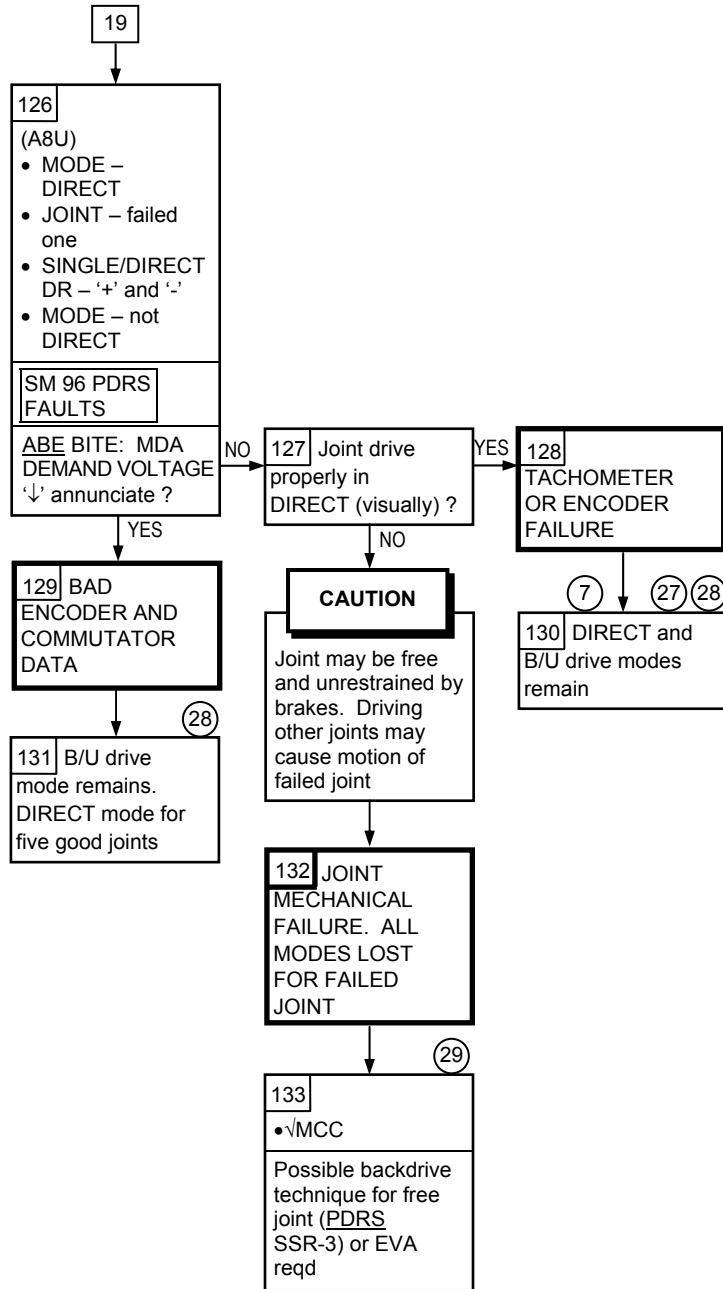 19
126
(A8U)
• MODE –
DIRECT
• JOINT – failed
one
• SINGLE/DIRECT
DR – ‘+’ and ‘-’
• MODE – not
DIRECT
SM 96 PDRS
FAULTS
ABE BITE: MDA
DEMAND VOLTAGE
‘↓’ annunciate ?
NO
YES
127 Joint drive
properly in
DIRECT (visually) ?
YES
NO
128
TACHOMETER
OR ENCODER
FAILURE
7
27
28
130 DIRECT and
B/U drive modes
remain
129 BAD
ENCODER AND
COMMUTATOR
DATA
28
131 B/U drive
mode remains.
DIRECT mode for
five good joints
CAUTION
Joint may be free
and unrestrained by
brakes. Driving
other joints may
cause motion of
failed joint
132 JOINT
MECHANICAL
FAILURE. ALL
MODES LOST
FOR FAILED
JOINT
29
133
•√MCC
Possible backdrive
technique for free
joint (PDRS
SSR-3) or EVA
reqd